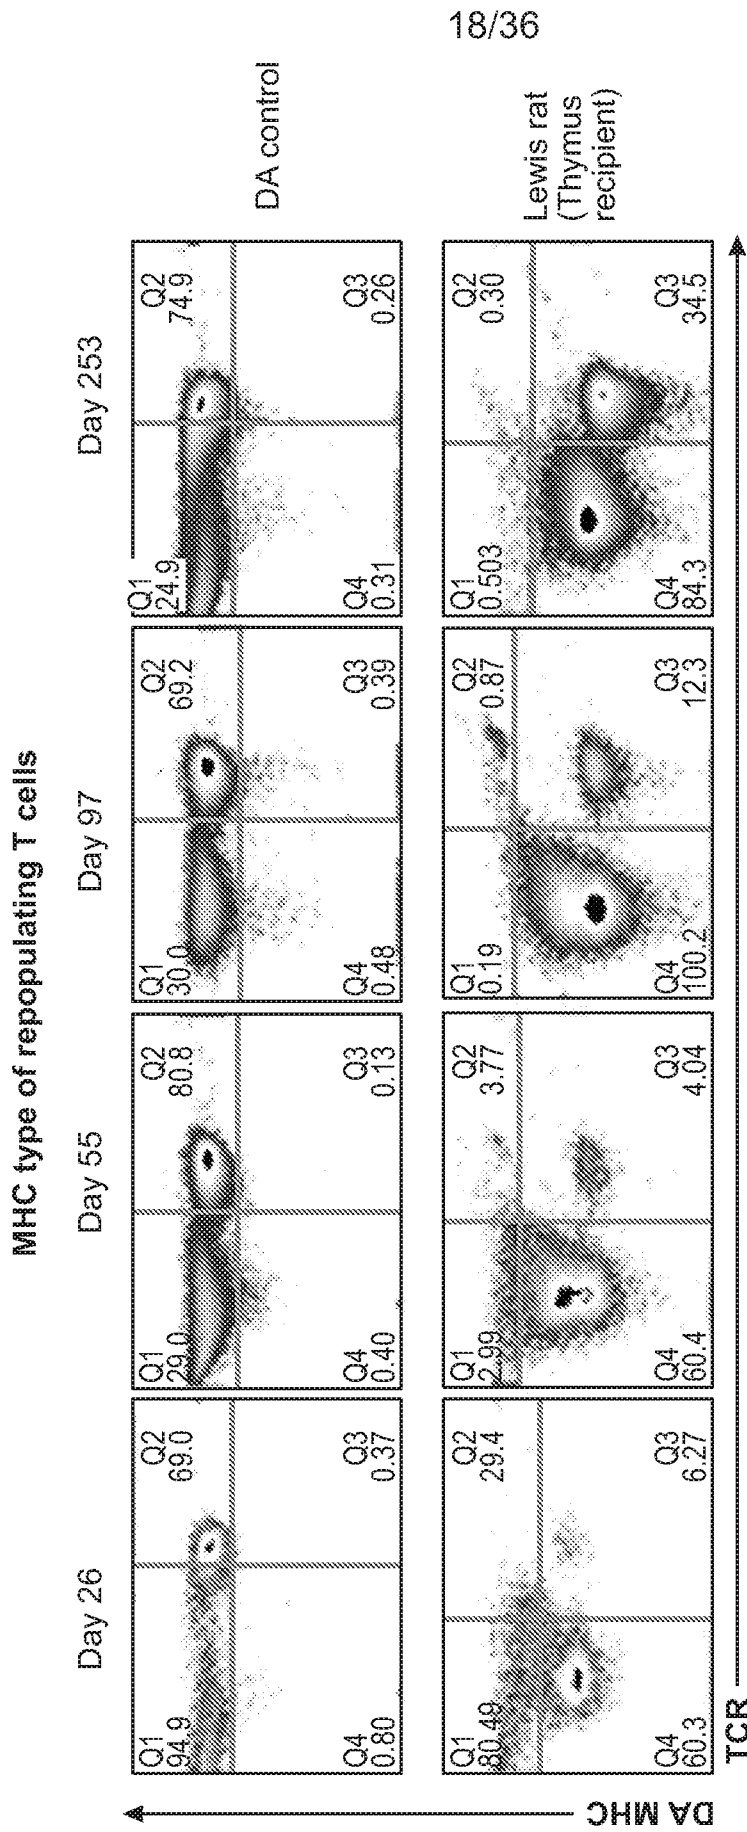 18/36
MHC type of repopulating T cells
Day 26
Day 55
Day 97
Day 253
Q1
94.9
Q2
69.0
Q4
0.80
Q3
0.37
Q1
29.0
Q2
80.8
Q4
0.40
Q3
0.13
Q1
30.0
Q2
69.2
Q4
0.48
Q3
0.39
Q1
24.9
Q2
74.9
Q4
0.31
Q3
0.26
DA control
Q1
80.49
Q2
29.4
Q4
60.3
Q3
6.27
Q1
2.99
Q2
3.77
Q4
60.4
Q3
4.04
Q1
0.19
Q2
0.87
Q4
100.2
Q3
12.3
Q1
0.503
Q2
0.30
Q4
84.3
Q3
34.5
Lewis rat
(Thymus
recipient)
DA MHC
TCR